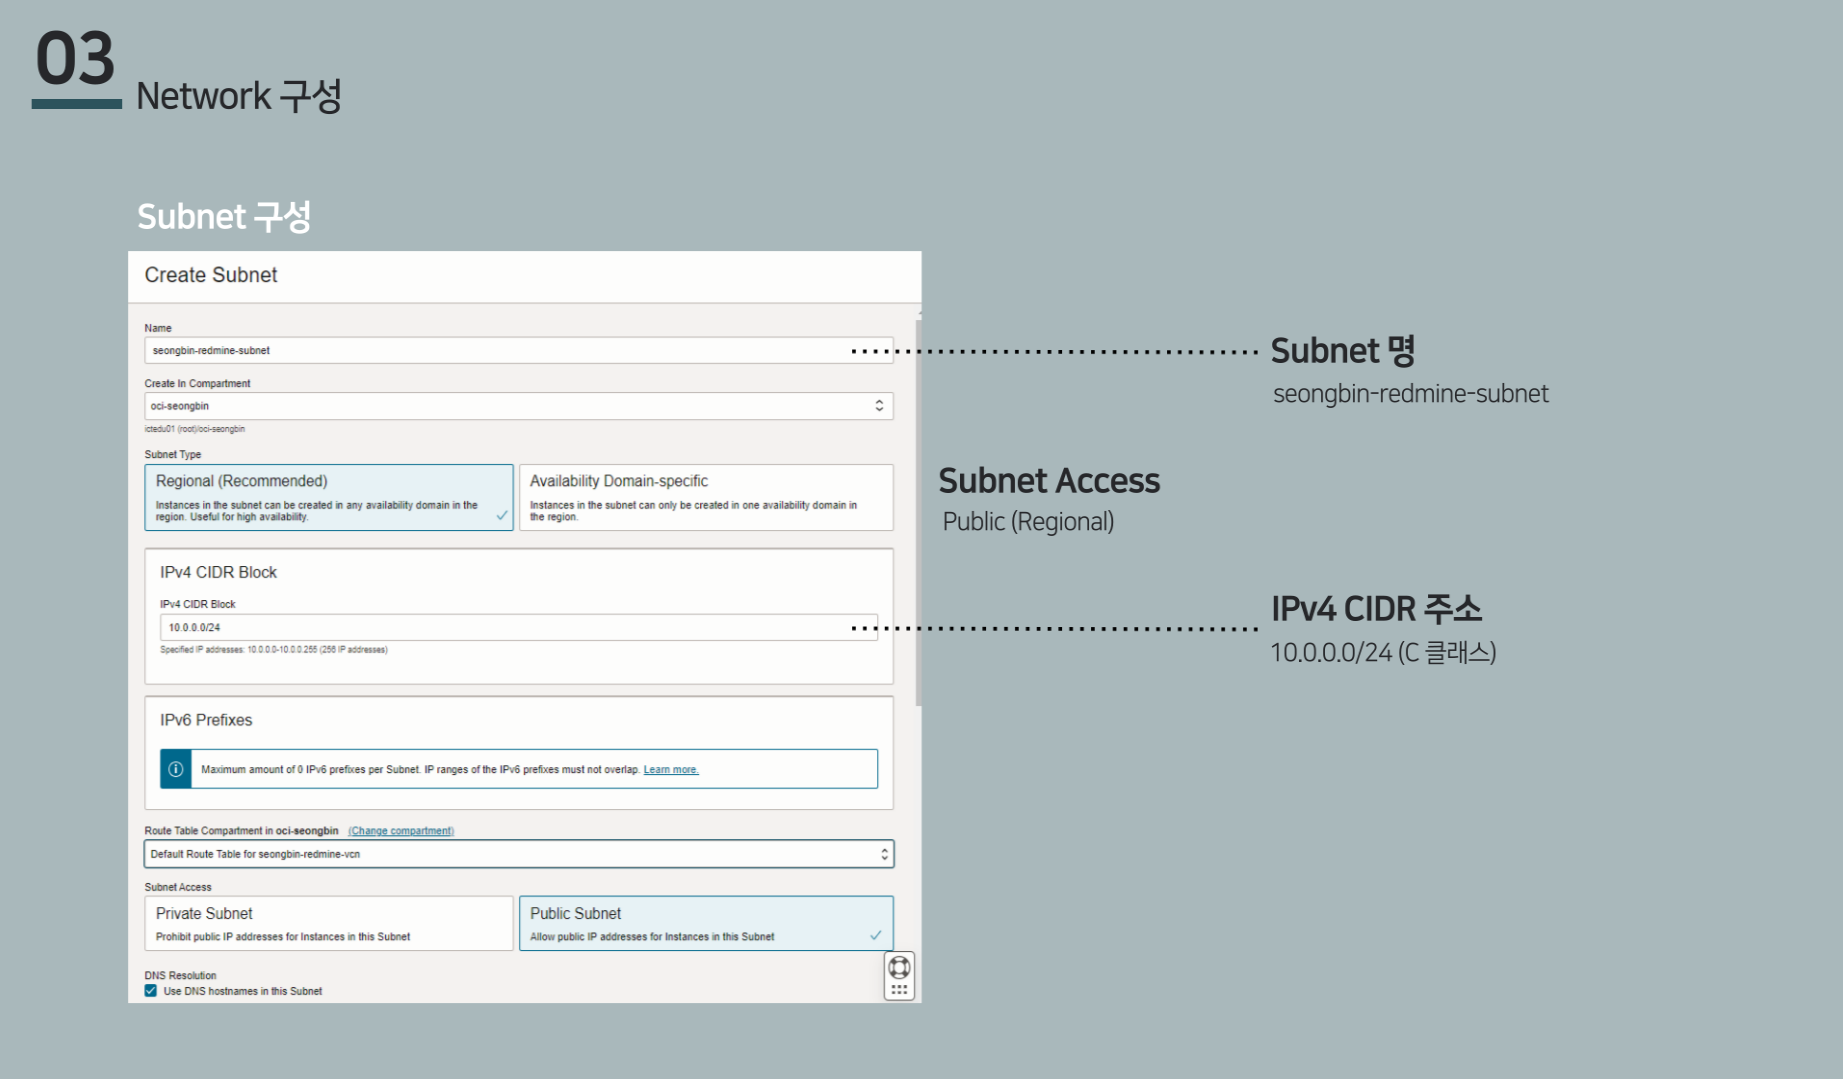 03
Network 구성
Subnet 구성
Create Subnet
Name
seongbin-redmine-subnet
Create In Compartment
oci-seongbin
ictedu01 (root)/oci-seongbin
Subnet Type
Regional (Recommended)
Instances in the subnet can be created in any availability domain in the
region. Useful for high availability.
Availability Domain-specific
Instances in the subnet can only be created in one availability domain in
the region.
IPv4 CIDR Block
IPv4 CIDR Block
10.0.0.0/24
Specified IP addresses: 10.0.0.0-10.0.0.255 (256 IP addresses)
IPv6 Prefixes
Maximum amount of 0 IPv6 prefixes per Subnet. IP ranges of the IPv6 prefixes must not overlap. Learn more.
Route Table Compartment in oci-seongbin (Change compartment)
Default Route Table for seongbin-redmine-vcn
Subnet Access
Private Subnet
Prohibit public IP addresses for Instances in this Subnet
Public Subnet
Allow public IP addresses for Instances in this Subnet
DNS Resolution
Use DNS hostnames in this Subnet
Subnet 명
seongbin-redmine-subnet
Subnet Access
Public (Regional)
IPv4 CIDR 주소
10.0.0.0/24 (C 클래스)